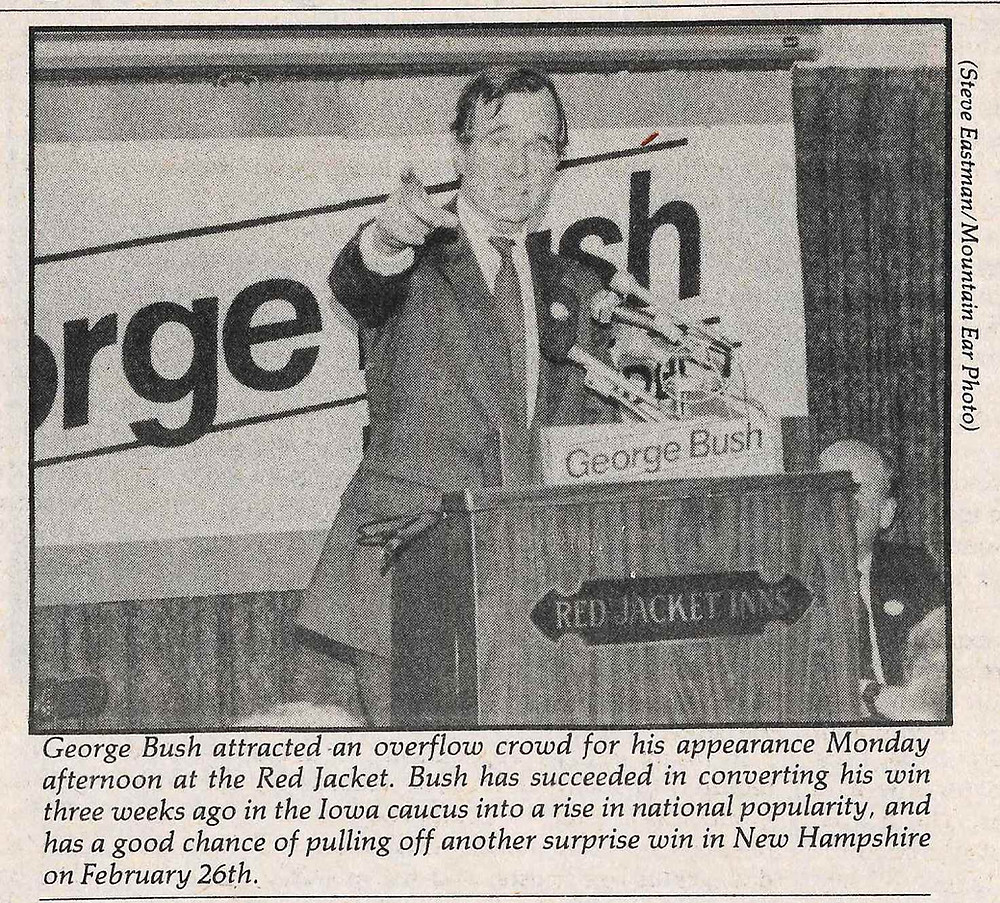 (Steve Eastman/Mountain Ear Photo)
orge Bush
George Bush
RED JACKET INNS
George Bush attracted an overflow crowd for his appearance Monday
afternoon at the Red Jacket. Bush has succeeded in converting his win
three weeks ago in the Iowa caucus into a rise in national popularity, and
has a good chance of pulling off another surprise win in New Hampshire
on February 26th.